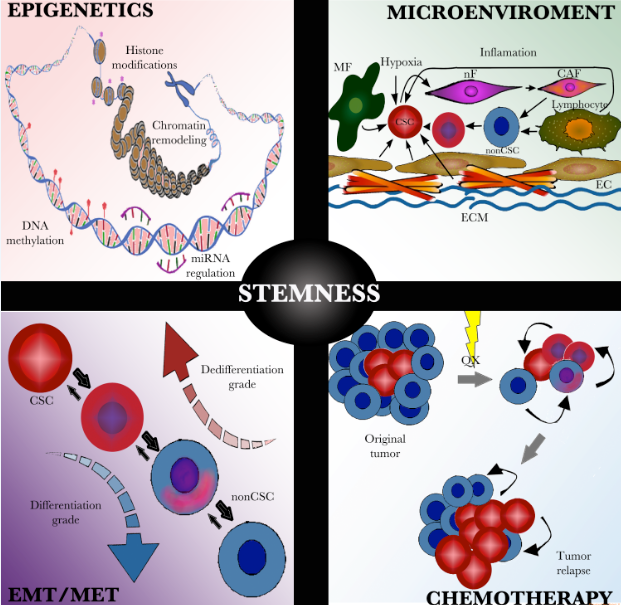 EPIGENETICS
Histone
modifications
Chromatin
remodeling
DNA
methylation
miRNA
regulation
MICROENVIROMENT
Inflamation
MF
Hypoxia
nF
CAF
Lymphocyte
CSC
nonCSC
EC
ECM
STEMNESS
CSC
Dedifferentiation
grade
Differentiation
grade
nonCSC
EMT/MET
QX
Original
tumor
Tumor
relapse
CHEMOTHERAPY